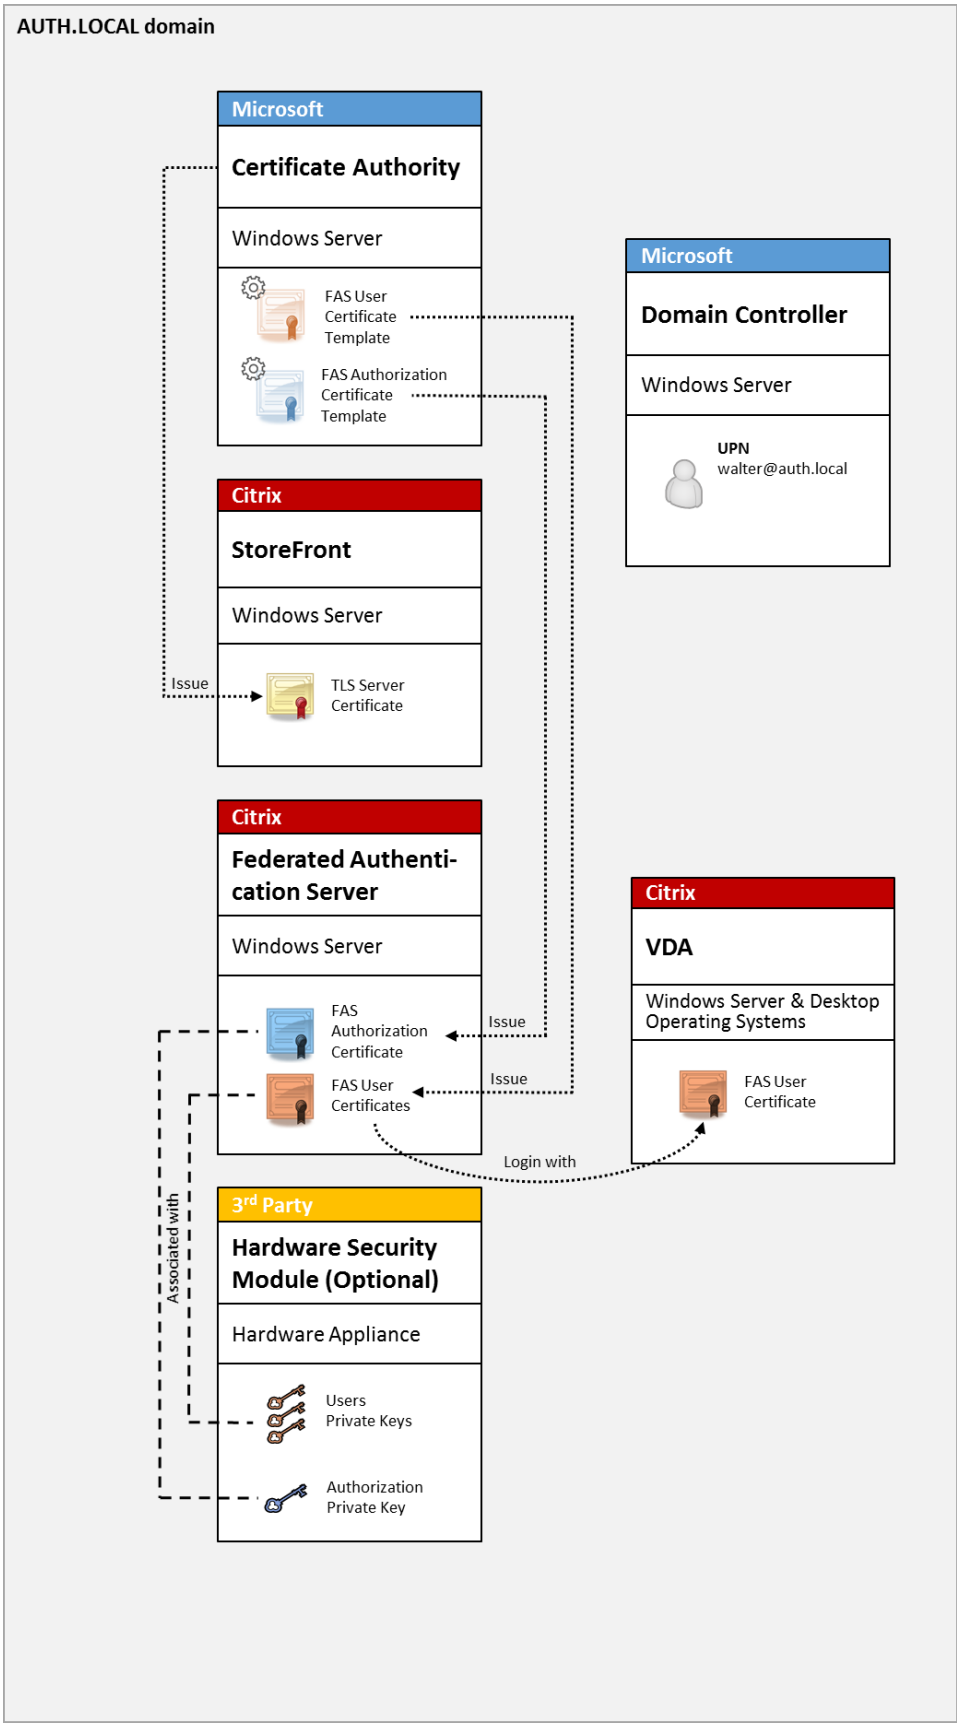 AUTH.LOCAL domain
Microsoft
Certificate Authority
Windows Server
FAS User
Certificate
Template
FAS Authorization
Certificate
Template
Microsoft
Domain Controller
Windows Server
UPN
walter@auth.local
Citrix
StoreFront
Windows Server
Issue
TLS Server
Certificate
Citrix
Federated Authenti-
cation Server
Windows Server
FAS
Authorization
Certificate
Issue
FAS User
Certificates
Issue
Citrix
VDA
Windows Server & Desktop
Operating Systems
FAS User
Certificate
Login with
Associated with
3rd Party
Hardware Security
Module (Optional)
Hardware Appliance
Users
Private Keys
Authorization
Private Key